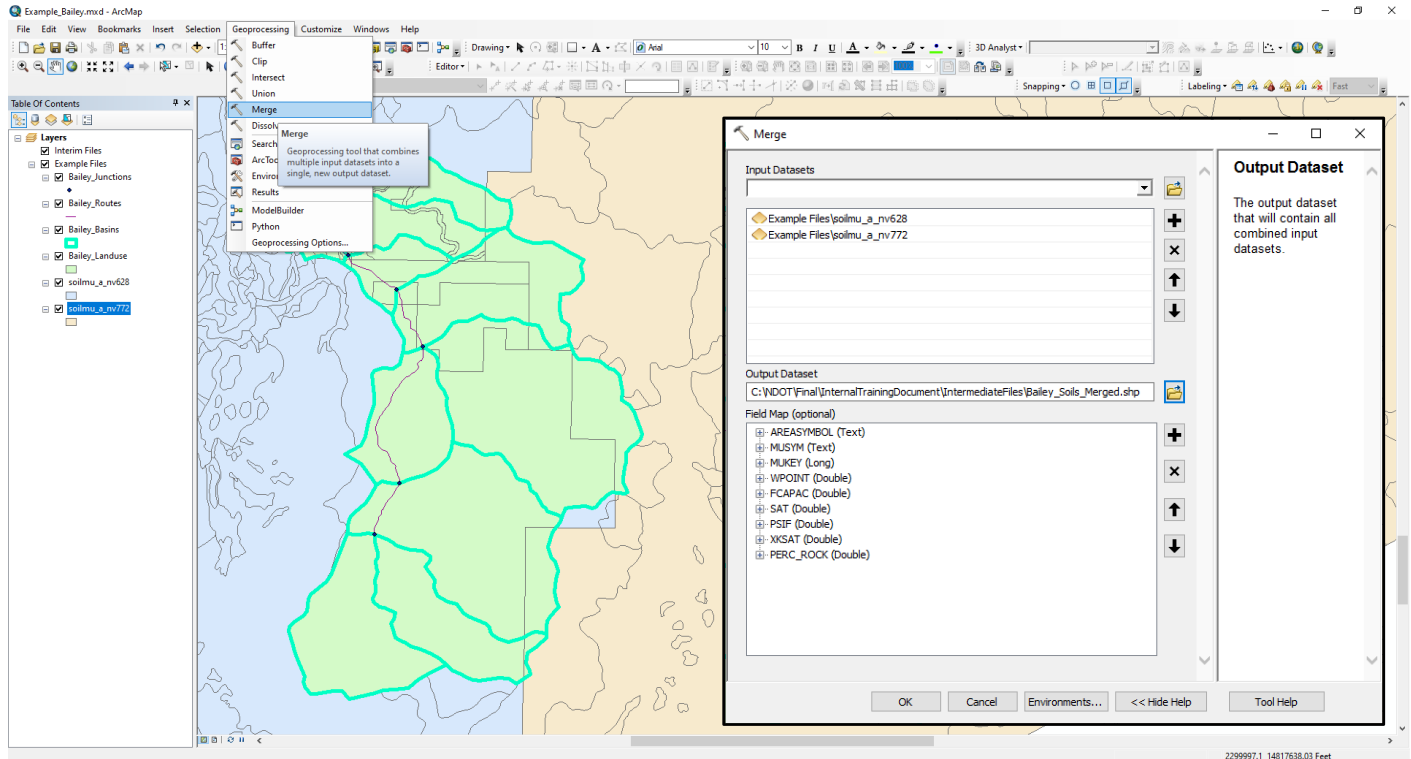 Example_Bailey.mxd - ArcMap
File Edit View Bookmarks Insert Selection Geoprocessing Customize Windows Help
Drawing Arial 10 B I U A 3D Analyst
Editor
Snapping Labeling Fast
Table Of Contents
Layers
Interim Files
Example Files
Bailey_Junctions
Bailey_Routes
Bailey_Basins
Bailey_Landuse
soilmu_a_nv628
soilmu_a_nv772
Buffer
Clip
Intersect
Union
Merge
Dissolv
Search
ArcToo
Enviror
Results
ModelBuilder
Python
Geoprocessing Options...
Merge
Geoprocessing tool that combines
multiple input datasets into a
single, new output dataset.
Merge
Input Datasets
Example Files\soilmu_a_nv628
Example Files\soilmu_a_nv772
Output Dataset
C:\NDOT\Final\InternalTrainingDocument\IntermediateFiles\Bailey_Soils_Merged.shp
Field Map (optional)
AREASYMBOL (Text)
MUSYM (Text)
MUKEY (Long)
WPOINT (Double)
FCAPAC (Double)
SAT (Double)
PSIF (Double)
XKSAT (Double)
PERC_ROCK (Double)
OK Cancel Environments... << Hide Help Tool Help
Output Dataset
The output dataset
that will contain all
combined input
datasets.
2299997.1 14817638.03 Feet